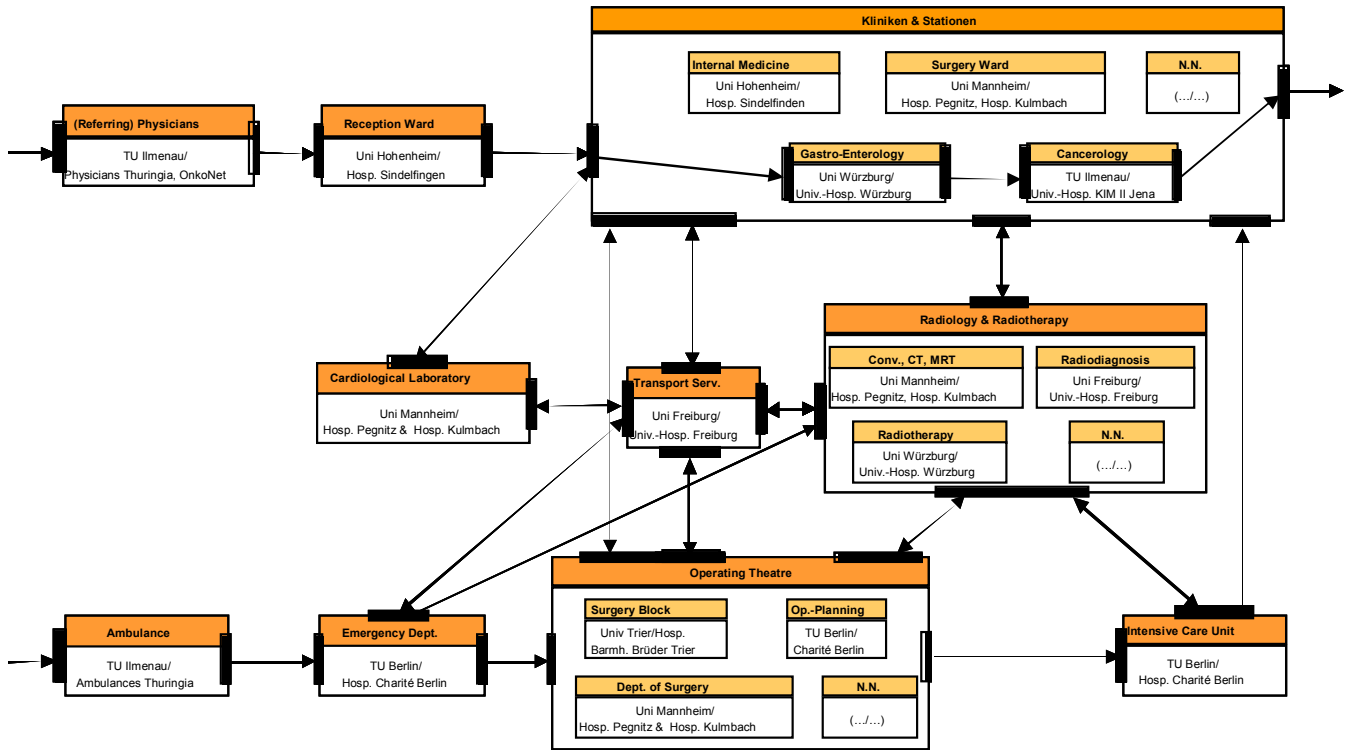 Kliniken & Stationen
Internal Medicine
Uni Hohenheim/
Hosp. Sindelfinden
Surgery Ward
Uni Mannheim/
Hosp. Pegnitz, Hosp. Kulmbach
N.N.
(.../...)
(Referring) Physicians
TU Ilmenau/
Physicians Thuringia, OnkoNet
Reception Ward
Uni Hohenheim/
Hosp. Sindelfingen
Gastro-Enterology
Uni Würzburg/
Univ.-Hosp. Würzburg
Cancerology
TU Ilmenau/
Univ.-Hosp. KIM II Jena
Radiology & Radiotherapy
Conv., CT, MRT
Uni Mannheim/
Hosp. Pegnitz, Hosp. Kulmbach
Radiodiagnosis
Uni Freiburg/
Univ.-Hosp. Freiburg
Radiotherapy
Uni Würzburg/
Univ.-Hosp. Würzburg
N.N.
(.../...)
Cardiological Laboratory
Uni Mannheim/
Hosp. Pegnitz & Hosp. Kulmbach
Transport Serv.
Uni Freiburg/
Univ.-Hosp. Freiburg
Operating Theatre
Surgery Block
Univ Trier/Hosp.
Barmh. Brüder Trier
Op.-Planning
TU Berlin/
Charité Berlin
Dept. of Surgery
Uni Mannheim/
Hosp. Pegnitz & Hosp. Kulmbach
N.N.
(.../...)
Ambulance
TU Ilmenau/
Ambulances Thuringia
Emergency Dept.
TU Berlin/
Hosp. Charité Berlin
Intensive Care Unit
TU Berlin/
Hosp. Charité Berlin